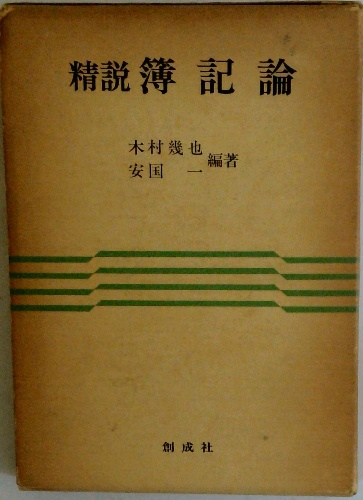 精説 簿記論
木村幾也
安国 一 編著
創成社